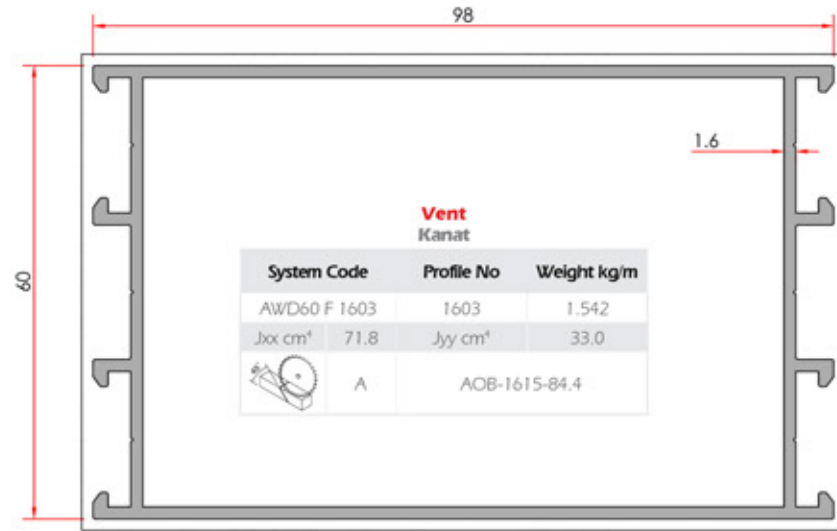 98
60
1.6
Vent
Kanat
System Code Profile No Weight kg/m
AWD60 F 1603 1603 1.542
Jxx cm⁴ 71.8 Jyy cm⁴ 33.0
A AOB-1615-84.4